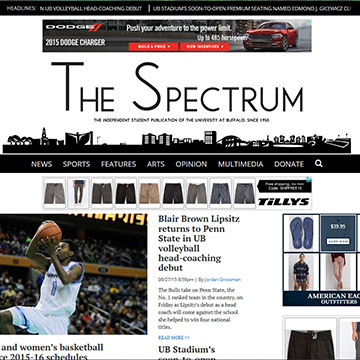 HEADLINES:
N UB VOLLEYBALL HEAD-COACHING DEBUT
UB STADIUM'S SOON-TO-OPEN PREMIUM SEATING NAMED EDMOND J. GICEWICZ CL
DODGE
2015 DODGE CHARGER
Push your adventure to the power limit.
Up to 485 horsepower
BUILD & PRICE >
VIEW INCENTIVES >
THE SPECTRUM
THE INDEPENDENT STUDENT PUBLICATION OF THE UNIVERSITY AT BUFFALO, SINCE 1950
NEWS SPORTS FEATURES ARTS OPINION MULTIMEDIA DONATE
Free shipping, no min
Code: SHIPFREE15
TILLYS
Blair Brown Lipsitz
returns to Penn
State in UB
volleyball
head-coaching
debut
08/27/15 8:59pm | By Jordan Grossman
The Bulls take on Penn State, the
No. 1 ranked team in the country, on
Friday as Lipsitz's debut as a head
coach will come against the school
she helped to win four national
titles.
READ MORE >>
UB Stadium's
soon-to-open
and women's basketball
ce 2015-16 schedules
$39.95
SHOP NOW
AMERICAN EAG
OUTFITTERS